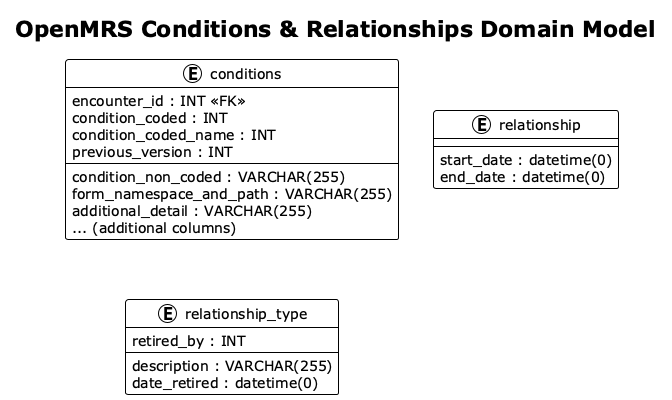 OpenMRS Conditions & Relationships Domain Model
E conditions
encounter_id : INT «FK»
condition_coded : INT
condition_coded_name : INT
previous_version : INT
condition_non_coded : VARCHAR(255)
form_namespace_and_path : VARCHAR(255)
additional_detail : VARCHAR(255)
... (additional columns)
E relationship
start_date : datetime(0)
end_date : datetime(0)
E relationship_type
retired_by : INT
description : VARCHAR(255)
date_retired : datetime(0)